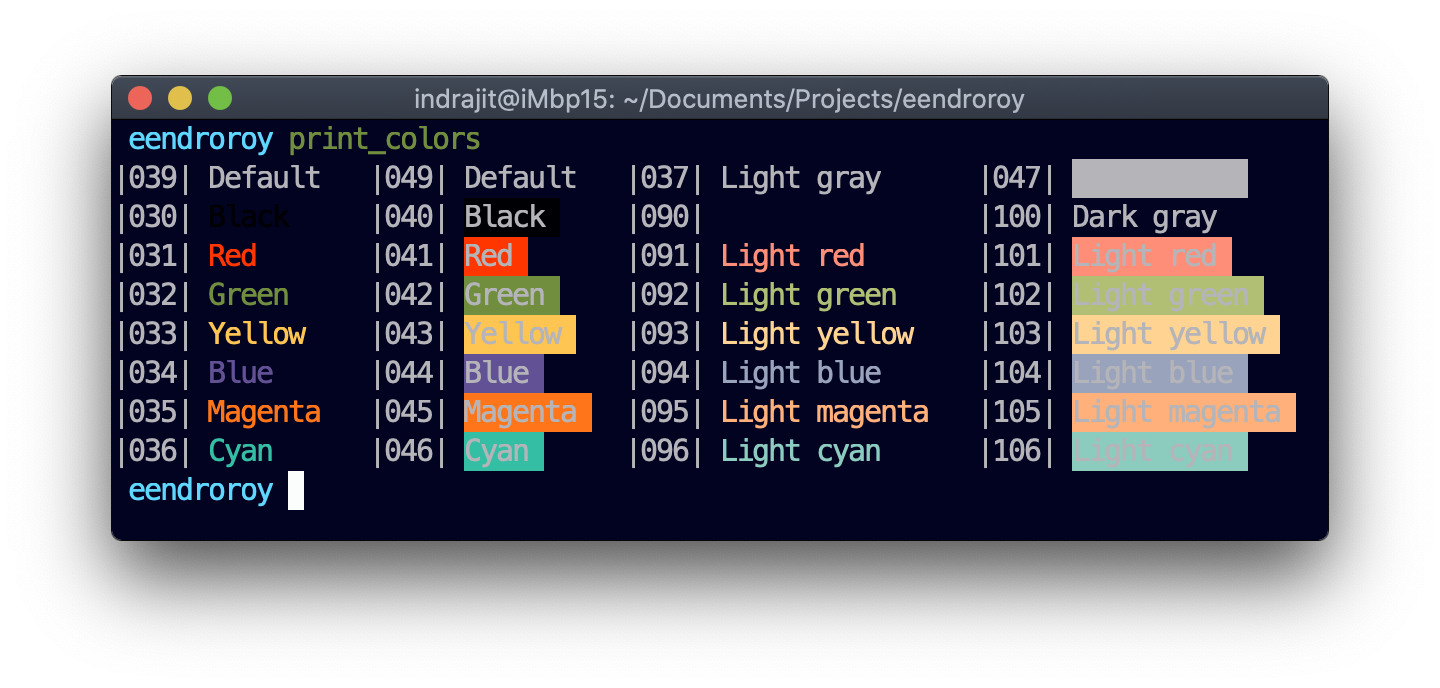 indrajit@iMbp15: ~/Documents/Projects/eendroroy
eendroroy print_colors
|039| Default |049| Default |037| Light gray |047|
|030| Black |040| Black |090| |100| Dark gray
|031| Red |041| Red |091| Light red |101| Light red
|032| Green |042| Green |092| Light green |102| Light green
|033| Yellow |043| Yellow |093| Light yellow |103| Light yellow
|034| Blue |044| Blue |094| Light blue |104| Light blue
|035| Magenta |045| Magenta |095| Light magenta |105| Light magenta
|036| Cyan |046| Cyan |096| Light cyan |106| Light cyan
eendroroy